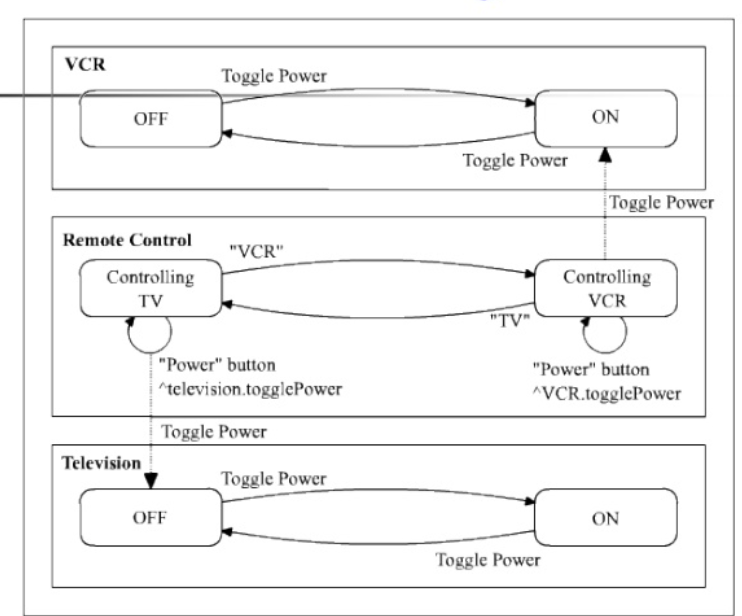 VCR
Toggle Power
OFF
ON
Toggle Power
Toggle Power
Remote Control
"VCR"
Controlling
TV
Controlling
VCR
"TV"
"Power" button
^television.togglePower
"Power" button
^VCR.togglePower
Toggle Power
Television
Toggle Power
OFF
ON
Toggle Power